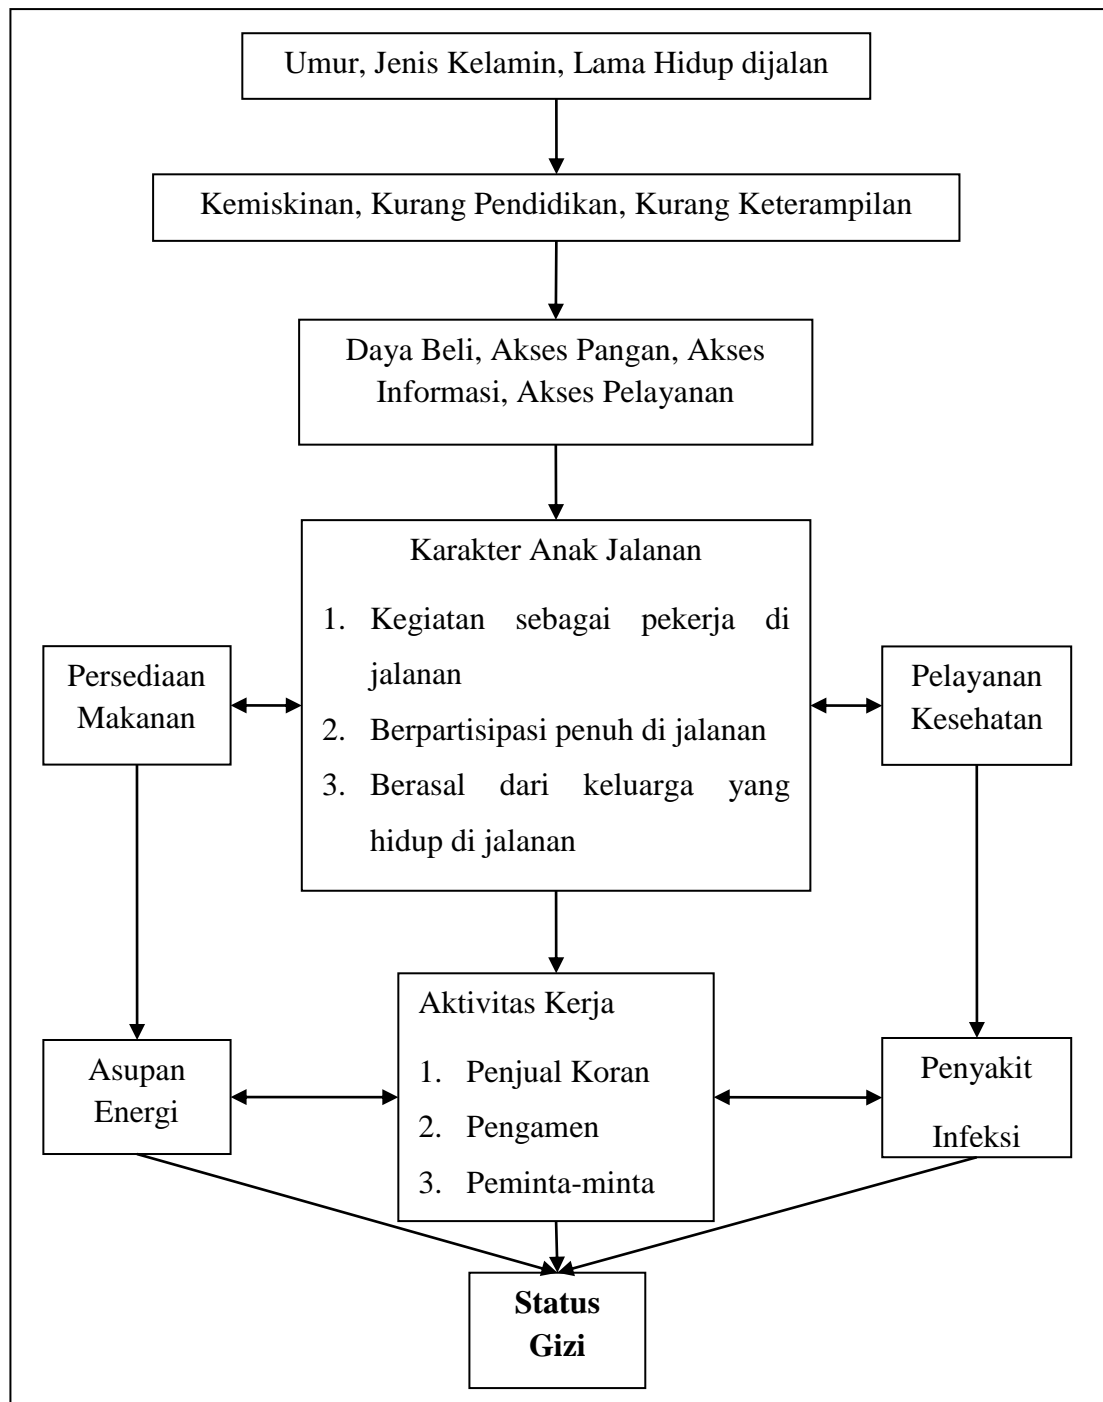 Umur, Jenis Kelamin, Lama Hidup dijalan
Kemiskinan, Kurang Pendidikan, Kurang Keterampilan
Daya Beli, Akses Pangan, Akses
Informasi, Akses Pelayanan
Karakter Anak Jalanan
1. Kegiatan sebagai pekerja di
jalanan
2. Berpartisipasi penuh di jalanan
3. Berasal dari keluarga yang
hidup di jalanan
Persediaan
Makanan
Pelayanan
Kesehatan
Asupan
Energi
Aktivitas Kerja
1. Penjual Koran
2. Pengamen
3. Peminta-minta
Penyakit
Infeksi
Status
Gizi